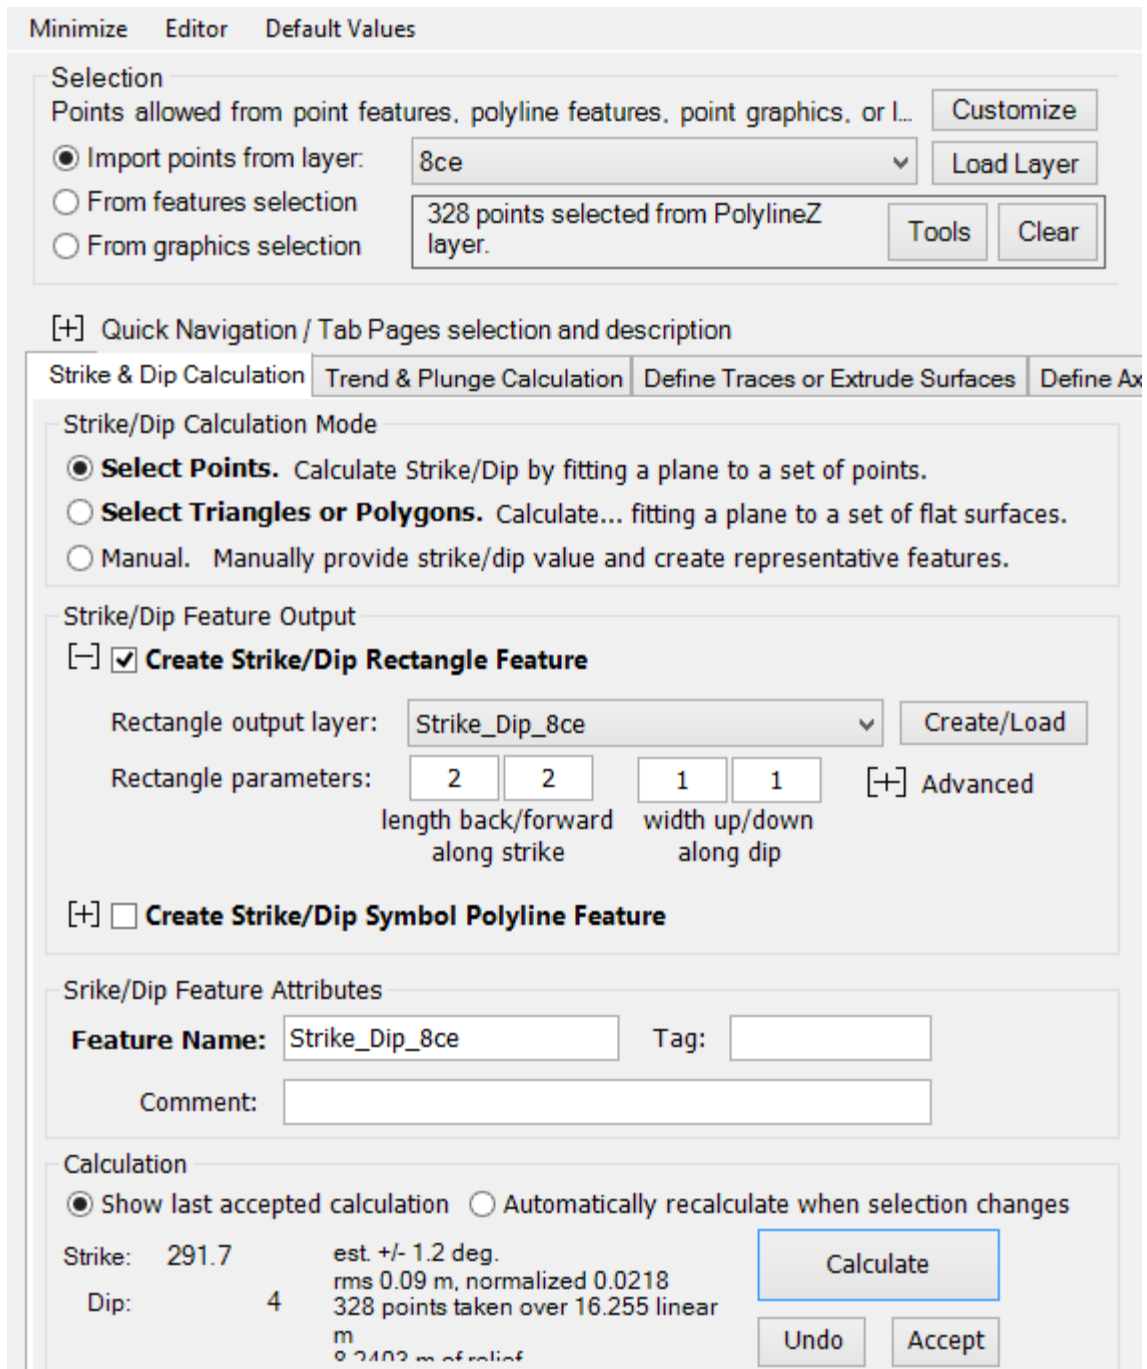 Minimize Editor Default Values
Selection
Points allowed from point features, polyline features, point graphics, or l... Customize
Import points from layer: 8ce Load Layer
From features selection
328 points selected from PolylineZ
layer.
Tools Clear
From graphics selection
[+] Quick Navigation / Tab Pages selection and description
Strike & Dip Calculation Trend & Plunge Calculation Define Traces or Extrude Surfaces Define Ax
Strike/Dip Calculation Mode
Select Points. Calculate Strike/Dip by fitting a plane to a set of points.
Select Triangles or Polygons. Calculate... fitting a plane to a set of flat surfaces.
Manual. Manually provide strike/dip value and create representative features.
Strike/Dip Feature Output
[-] Create Strike/Dip Rectangle Feature
Rectangle output layer: Strike_Dip_8ce Create/Load
Rectangle parameters: 2 2 1 1 [+] Advanced
length back/forward width up/down
along strike along dip
[+] Create Strike/Dip Symbol Polyline Feature
Srike/Dip Feature Attributes
Feature Name: Strike_Dip_8ce Tag:
Comment:
Calculation
Show last accepted calculation Automatically recalculate when selection changes
Strike: 291.7 est. +/- 1.2 deg. Calculate
rms 0.09 m, normalized 0.0218
Dip: 4 328 points taken over 16.255 linear
m Undo Accept
8.2403 m of relief